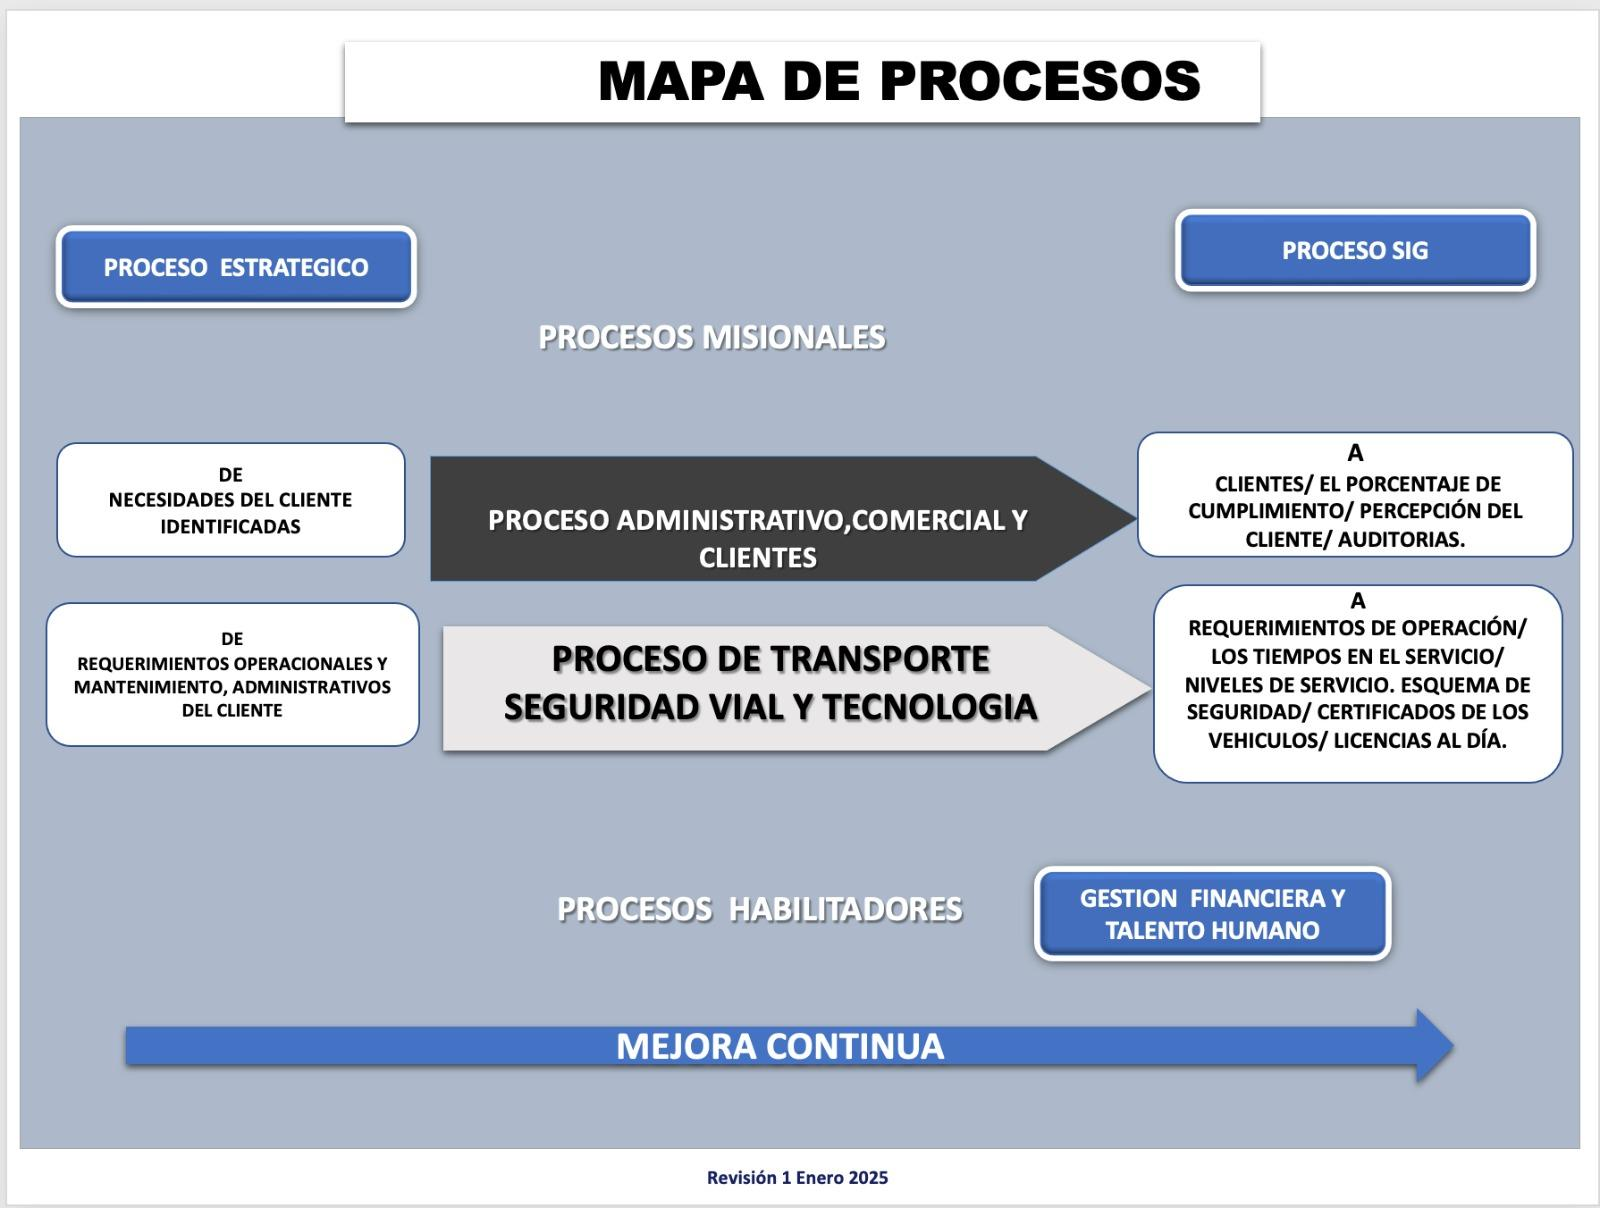 MAPA DE PROCESOS
PROCESO ESTRATEGICO
PROCESO SIG
PROCESOS MISIONALES
DE
NECESIDADES DEL CLIENTE
IDENTIFICADAS
PROCESO ADMINISTRATIVO,COMERCIAL Y
CLIENTES
A
CLIENTES/ EL PORCENTAJE DE
CUMPLIMIENTO/ PERCEPCIÓN DEL
CLIENTE/ AUDITORIAS.
DE
REQUERIMIENTOS OPERACIONALES Y
MANTENIMIENTO, ADMINISTRATIVOS
DEL CLIENTE
PROCESO DE TRANSPORTE
SEGURIDAD VIAL Y TECNOLOGIA
A
REQUERIMIENTOS DE OPERACIÓN/
LOS TIEMPOS EN EL SERVICIO/
NIVELES DE SERVICIO. ESQUEMA DE
SEGURIDAD/ CERTIFICADOS DE LOS
VEHICULOS/ LICENCIAS AL DÍA.
PROCESOS HABILITADORES
GESTION FINANCIERA Y
TALENTO HUMANO
MEJORA CONTINUA
Revisión 1 Enero 2025